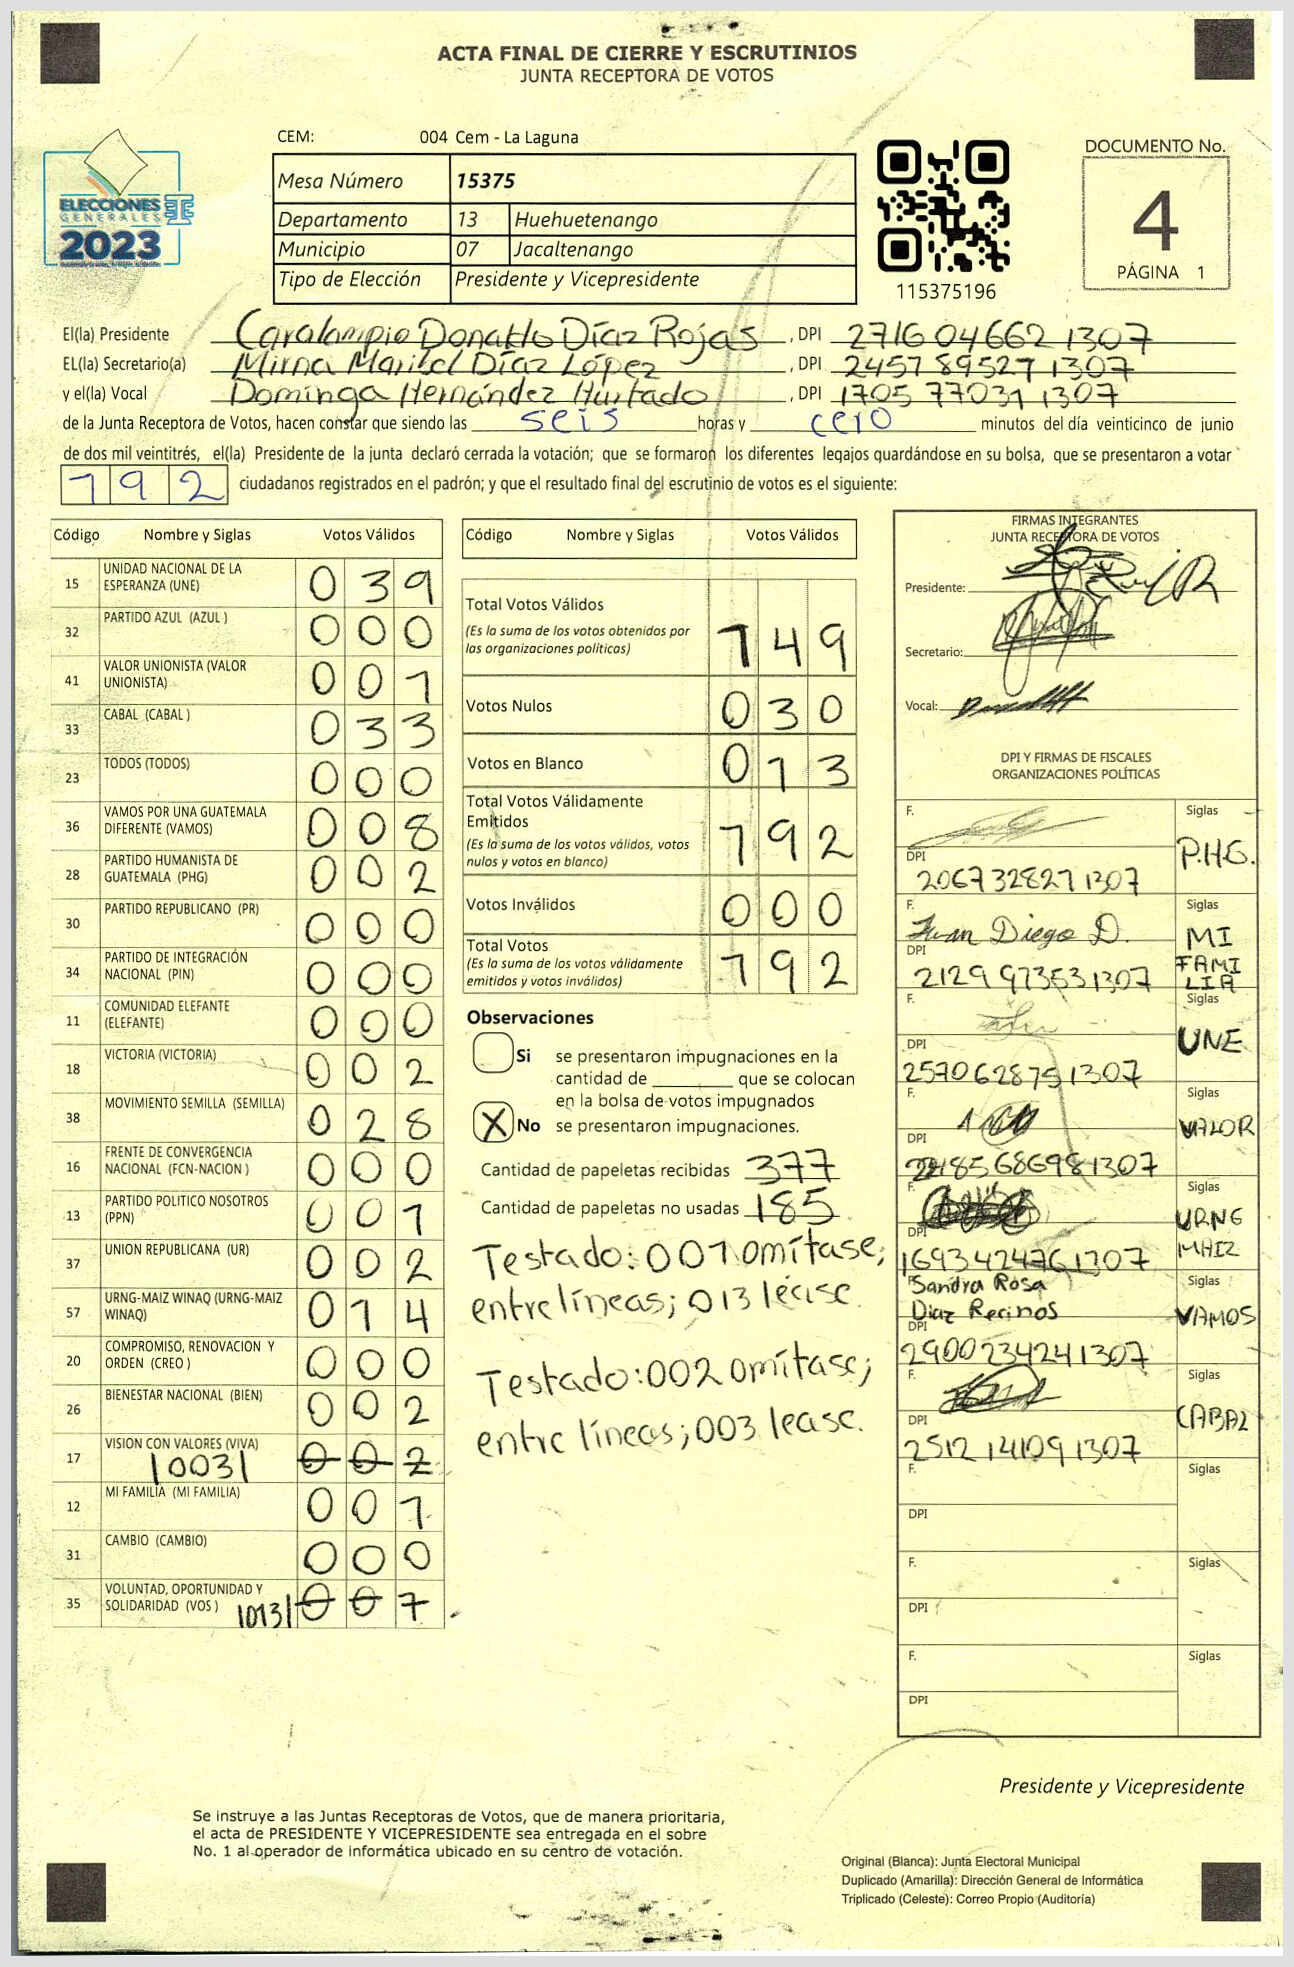 ACTA FINAL DE CIERRE Y ESCRUTINIOS
JUNTA RECEPTORA DE VOTOS
CEM: 004 Cem - La Laguna
Mesa Número 15375
Departamento 13 Huehuetenango
Municipio 07 Jacaltenango
Tipo de Elección Presidente y Vicepresidente
ELECCIONES
GENERALES
2023
115375196
DOCUMENTO No.
4
PÁGINA 1
El(la) Presidente Caralampio Donaldo Díaz Rojas, DPI 2716 04662 1307
EL(la) Secretario(a) Mirna Maribel Díaz López, DPI 2457 89527 1307
y el(la) Vocal Dominga Hernández Hurtado, DPI 1705 77031 1307
de la Junta Receptora de Votos, hacen constar que siendo las seis horas y cero minutos del día veinticinco de junio
de dos mil veintitrés, el(la) Presidente de la junta declaró cerrada la votación; que se formaron los diferentes legajos quardándose en su bolsa, que se presentaron a votar
192 ciudadanos registrados en el padrón; y que el resultado final del escrutinio de votos es el siguiente:
Código Nombre y Siglas Votos Válidos
15 UNIDAD NACIONAL DE LA ESPERANZA (UNE) 039
32 PARTIDO AZUL (AZUL ) 000
41 VALOR UNIONISTA (VALOR UNIONISTA) 001
33 CABAL (CABAL ) 033
23 TODOS (TODOS) 000
36 VAMOS POR UNA GUATEMALA DIFERENTE (VAMOS) 008
28 PARTIDO HUMANISTA DE GUATEMALA (PHG) 002
30 PARTIDO REPUBLICANO (PR) 000
34 PARTIDO DE INTEGRACIÓN NACIONAL (PIN) 000
11 COMUNIDAD ELEFANTE (ELEFANTE) 000
18 VICTORIA (VICTORIA) 002
38 MOVIMIENTO SEMILLA (SEMILLA) 028
16 FRENTE DE CONVERGENCIA NACIONAL (FCN-NACION ) 000
13 PARTIDO POLITICO NOSOTROS (PPN) 001
37 UNION REPUBLICANA (UR) 002
57 URNG-MAIZ WINAQ (URNG-MAIZ WINAQ) 014
20 COMPROMISO, RENOVACION Y ORDEN (CREO ) 000
26 BIENESTAR NACIONAL (BIEN) 002
17 VISION CON VALORES (VIVA) |003| 002
12 MI FAMILIA (MI FAMILIA) 001
31 CAMBIO (CAMBIO) 000
35 VOLUNTAD, OPORTUNIDAD Y SOLIDARIDAD (VOS ) |013| 007
Código Nombre y Siglas Votos Válidos
Total Votos Válidos
(Es la suma de los votos obtenidos por
las organizaciones políticas) 149
Votos Nulos 030
Votos en Blanco 013
Total Votos Válidamente
Emitidos
(Es la suma de los votos válidos, votos
nulos y votos en blanco) 192
Votos Inválidos 000
Total Votos
(Es la suma de los votos válidamente
emitidos y votos inválidos) 192
Observaciones
Si se presentaron impugnaciones en la
cantidad de ________ que se colocan
en la bolsa de votos impugnados
X No se presentaron impugnaciones.
Cantidad de papeletas recibidas 377
Cantidad de papeletas no usadas 185
Testado: 007 omítase;
entre líneas; 013 léase.
Testado: 002 omítase;
entre líneas; 003 lease.
FIRMAS INTEGRANTES
JUNTA RECEPTORA DE VOTOS
Presidente:
Secretario:
Vocal:
DPI Y FIRMAS DE FISCALES
ORGANIZACIONES POLÍTICAS
F. Siglas
P.H.G.
DPI
2067 32827 1307
F. Juan Diego D. Siglas
MI
FAMI
LIA
DPI
2129 97353 1307
F. Siglas
UNE
DPI
2570 62875 1307
F. Siglas
VALOR
DPI
F. Siglas
URNG
MAIZ
DPI
1693 42476 1307
F. Sandra Rosa
Diaz Recinos
Siglas
VAMOS
DPI
2900 23424 1307
F. Siglas
CABAL
DPI
2512 14109 1307
F. Siglas
DPI
F. Siglas
DPI
F. Siglas
DPI
Presidente y Vicepresidente
Se instruye a las Juntas Receptoras de Votos, que de manera prioritaria,
el acta de PRESIDENTE Y VICEPRESIDENTE sea entregada en el sobre
No. 1 al operador de informática ubicado en su centro de votación.
Original (Blanca): Junta Electoral Municipal
Duplicado (Amarilla): Dirección General de Informática
Triplicado (Celeste): Correo Propio (Auditoría)